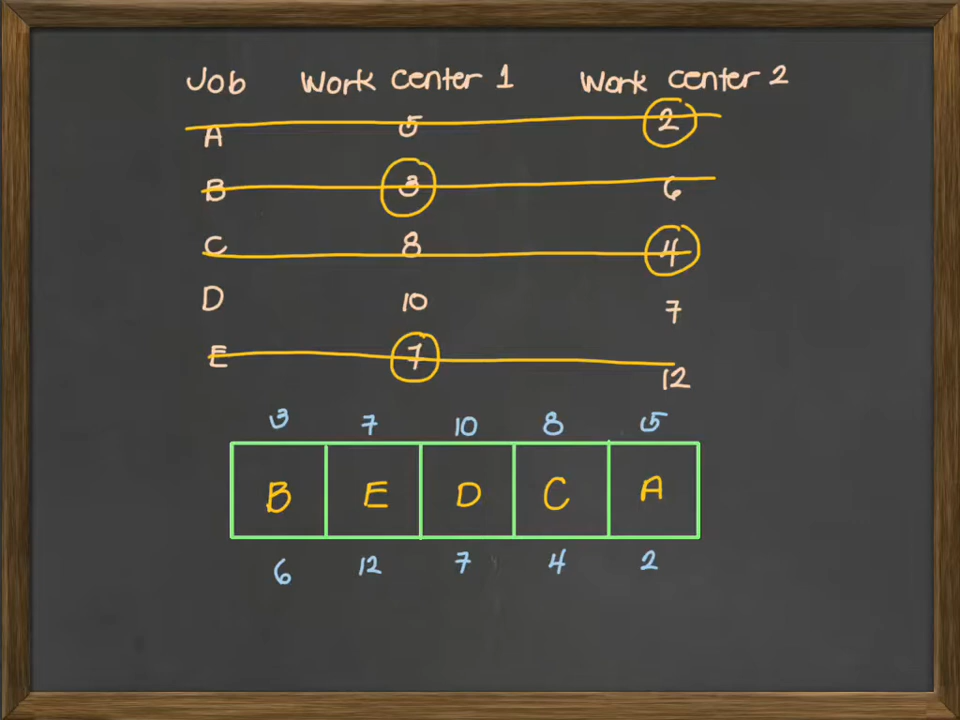 Job Work Center 1 Work Center 2
A 5 2
B 3 6
C 8 4
D 10 7
E 7 12
3 7 10 8 5
B E D C A
6 12 7 4 2